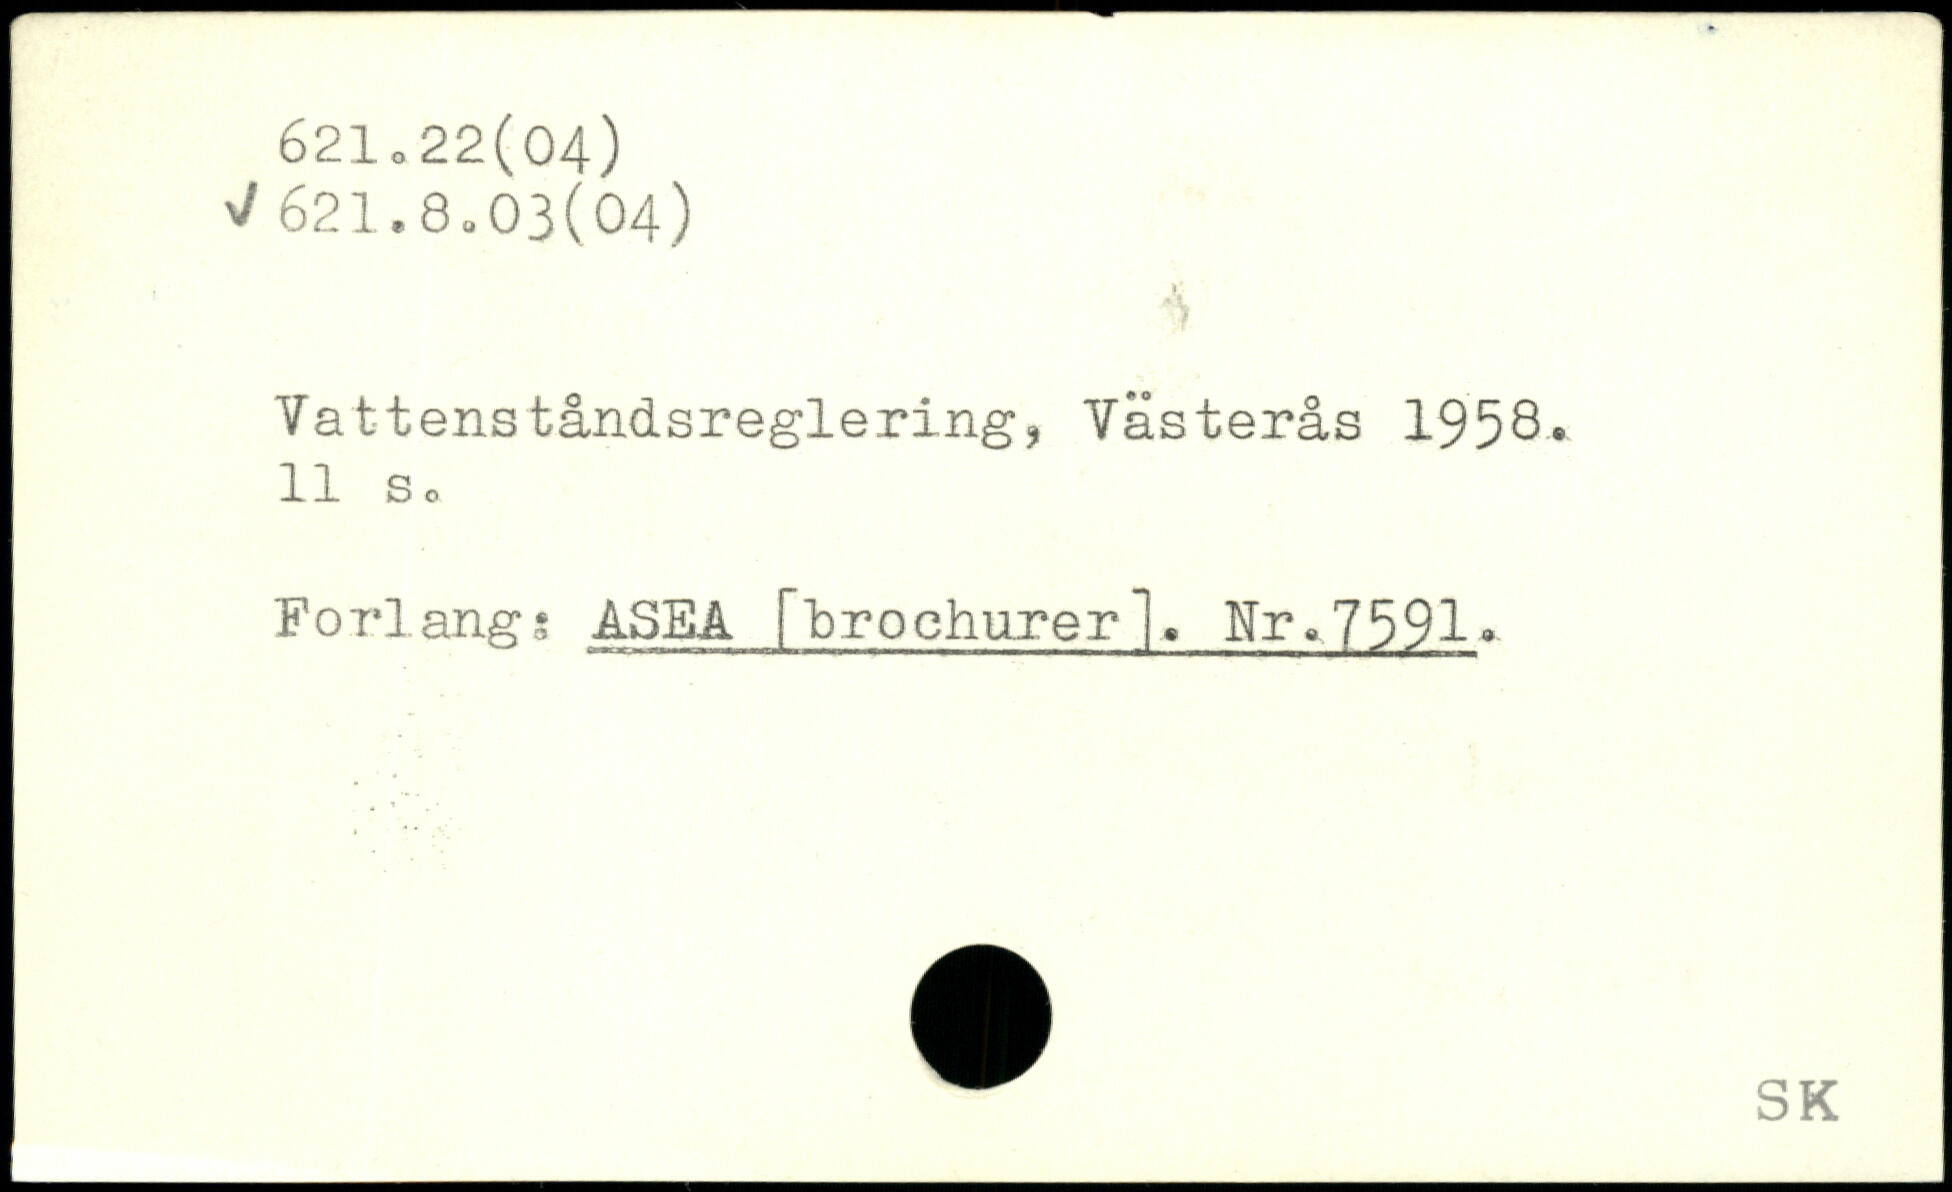 621.22(04)
✓ 621.8.03(04)
Vattenståndsreglering, Västerås 1958.
11 s.
Forlang: ASEA [brochurer]. Nr.7591.
SK